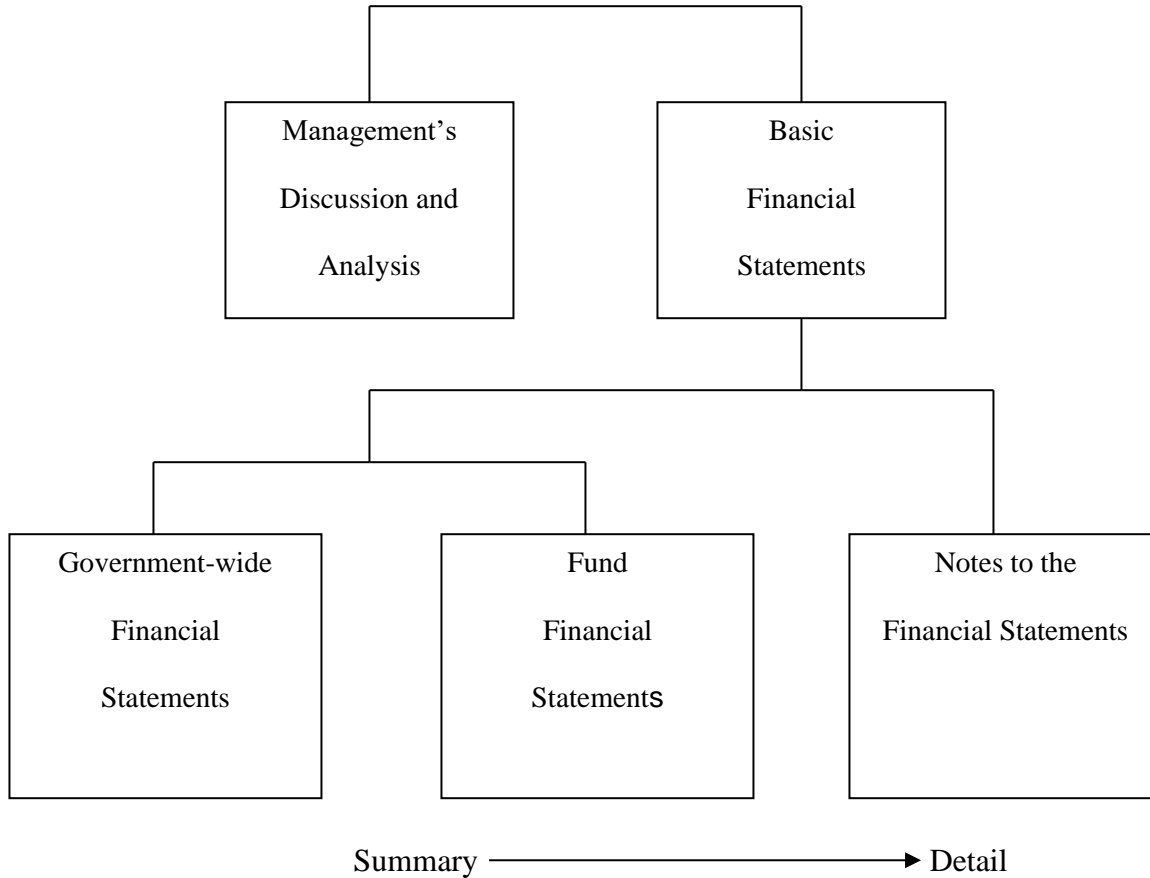 Management’s
Discussion and
Analysis
Basic
Financial
Statements
Government-wide
Financial
Statements
Fund
Financial
Statements
Notes to the
Financial Statements
Summary
Detail